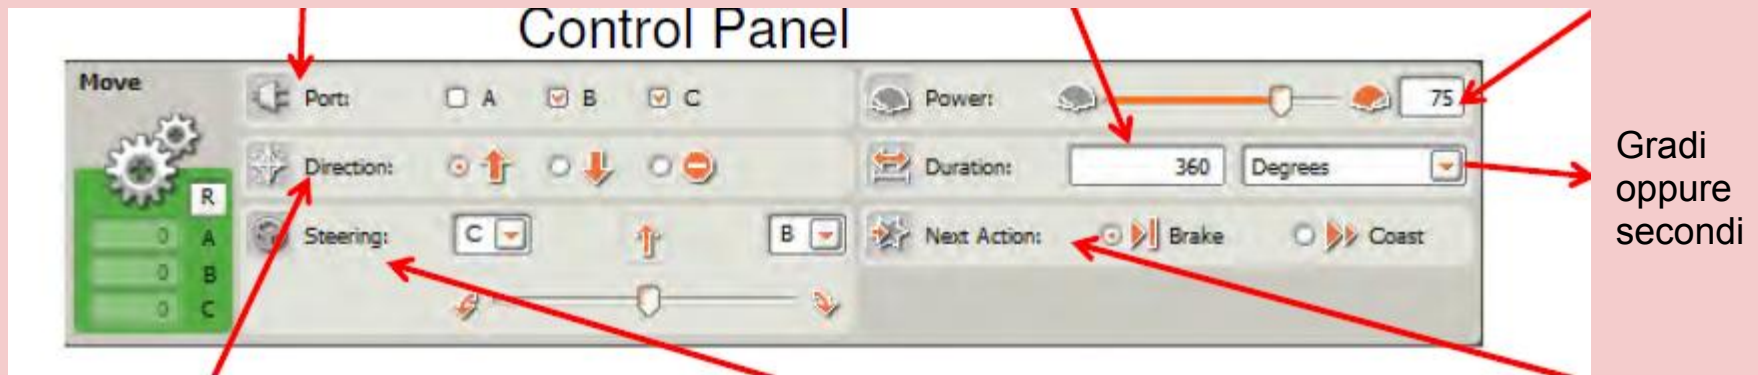 Control Panel
Move
Port: A B C
Power: 75
Direction:
Duration: 360 Degrees
R
Steering: C B
Next Action: Brake Coast
0 A
0 B
0 C
Gradi
oppure
secondi